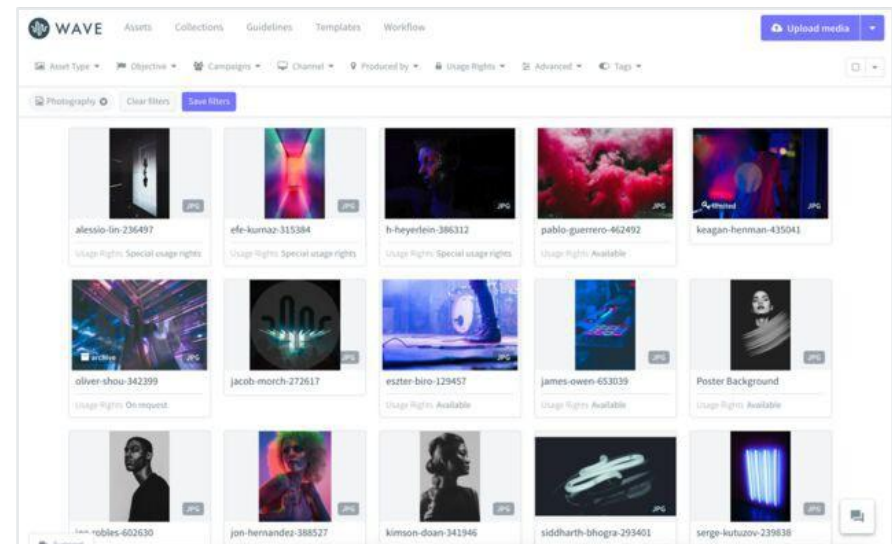 WAVE Assets Collections Guidelines Templates Workflow Upload media
Asset Type Objective Campaigns Channel Produced by Usage Rights Advanced Tags
Photography Clear filters Save filters
JPG JPG JPG JPG limited
alessio-lin-236497 efe-kurnaz-315384 h-heyerlein-386312 pablo-guerrero-462492 keagan-henman-435041
Usage Rights Special usage rights Usage Rights Special usage rights Usage Rights Special usage rights Usage Rights Available
archive JPG JPG JPG JPG JPG
oliver-shou-342399 jacob-morch-272617 eszter-biro-129457 james-owen-653039 Poster Background
Usage Rights On request Usage Rights Available Usage Rights Available Usage Rights Available
JPG JPG JPG JPG JPG
robles-602630 jon-hernandez-388527 kimson-doan-341946 siddharth-bhogra-293401 serge-kutuzov-239838